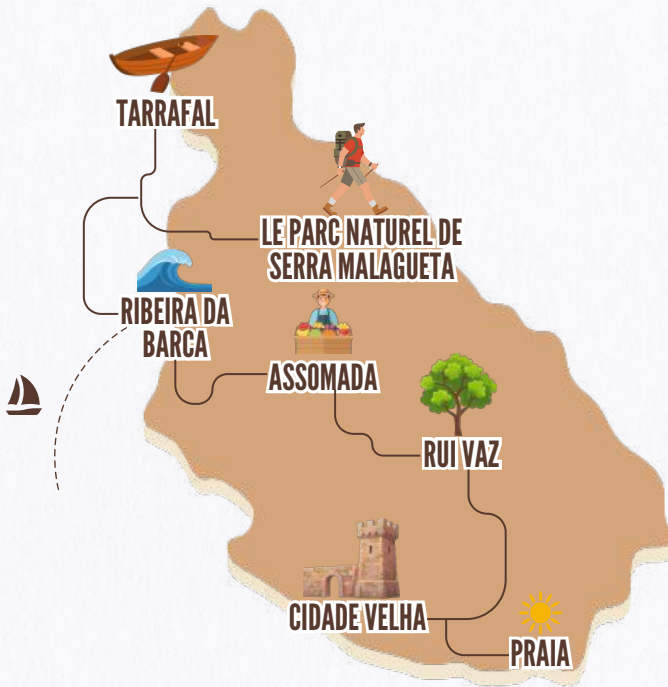 TARRAFAL
LE PARC NATUREL DE
SERRA MALAGUETA
RIBEIRA DA
BARCA
ASSOMADA
RUI VAZ
CIDADE VELHA
PRAIA